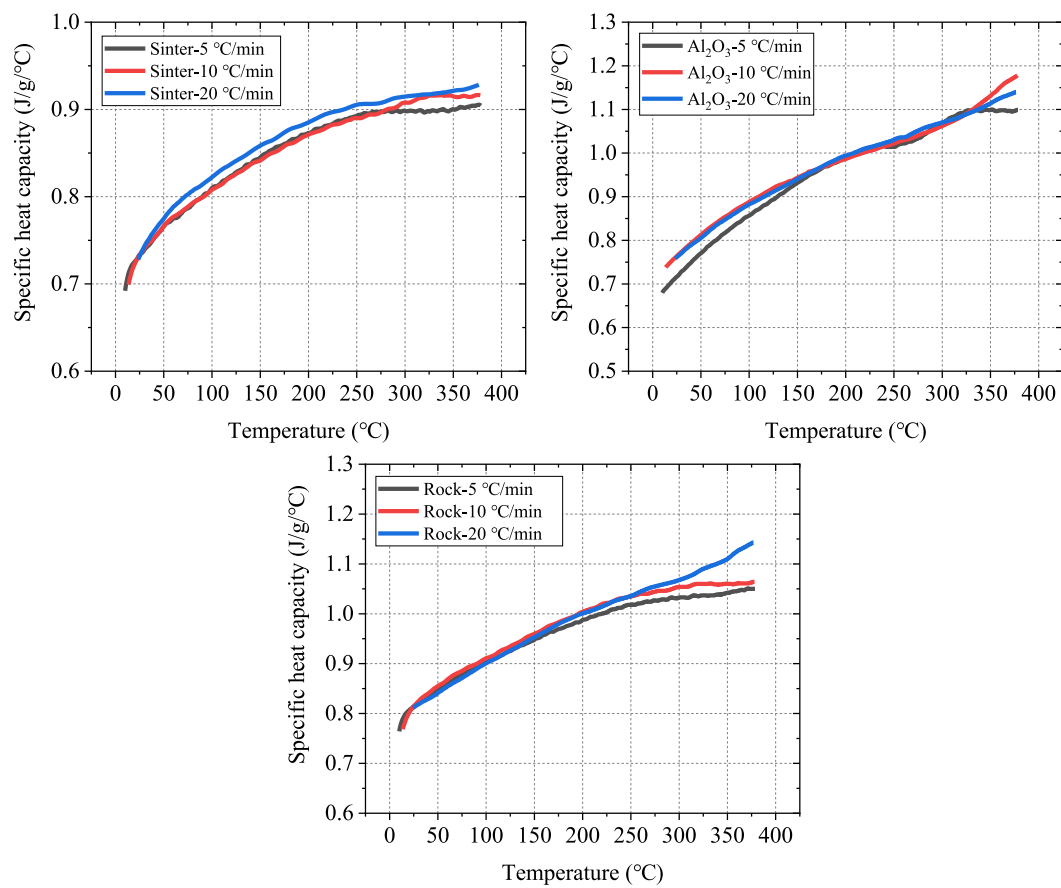 Specific heat capacity (J/g/°C)
1.0
0.9
0.8
0.7
0.6
Sinter-5 °C/min
Sinter-10 °C/min
Sinter-20 °C/min
0 50 100 150 200 250 300 350 400
Temperature (°C)
Specific heat capacity (J/g/°C)
1.3
1.2
1.1
1.0
0.9
0.8
0.7
0.6
0.5
Al₂O₃-5 °C/min
Al₂O₃-10 °C/min
Al₂O₃-20 °C/min
0 50 100 150 200 250 300 350 400
Temperature (°C)
Specific heat capacity (J/g/°C)
1.3
1.2
1.1
1.0
0.9
0.8
0.7
0.6
Rock-5 °C/min
Rock-10 °C/min
Rock-20 °C/min
0 50 100 150 200 250 300 350 400
Temperature (°C)